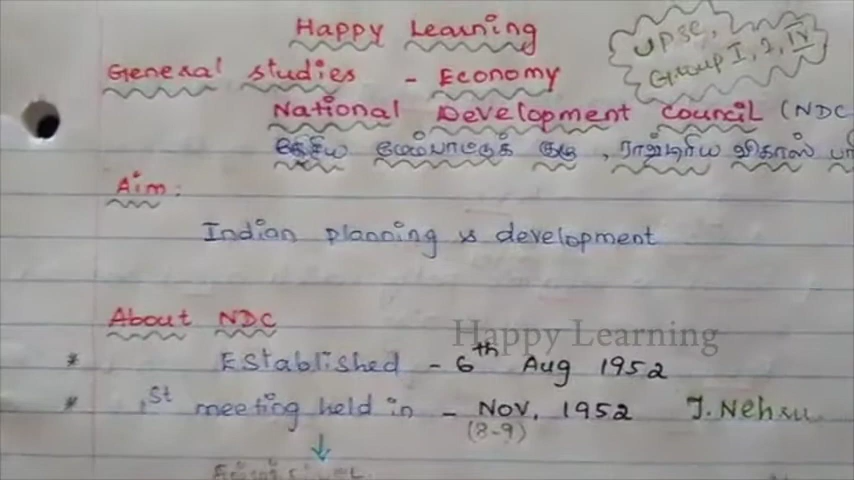 Happy Learning
UPSC,
Group I, 2, IV
General studies - Economy
National Development Council (NDC
தேசிய மேம்பாட்டுக் குழு, ராஷ்டிரிய விகாஸ்
Aim:
Indian planning & development
About NDC
Happy Learning
* Established - 6th Aug 1952
* 1st meeting held in - Nov, 1952 J. Nehru
(8-9)